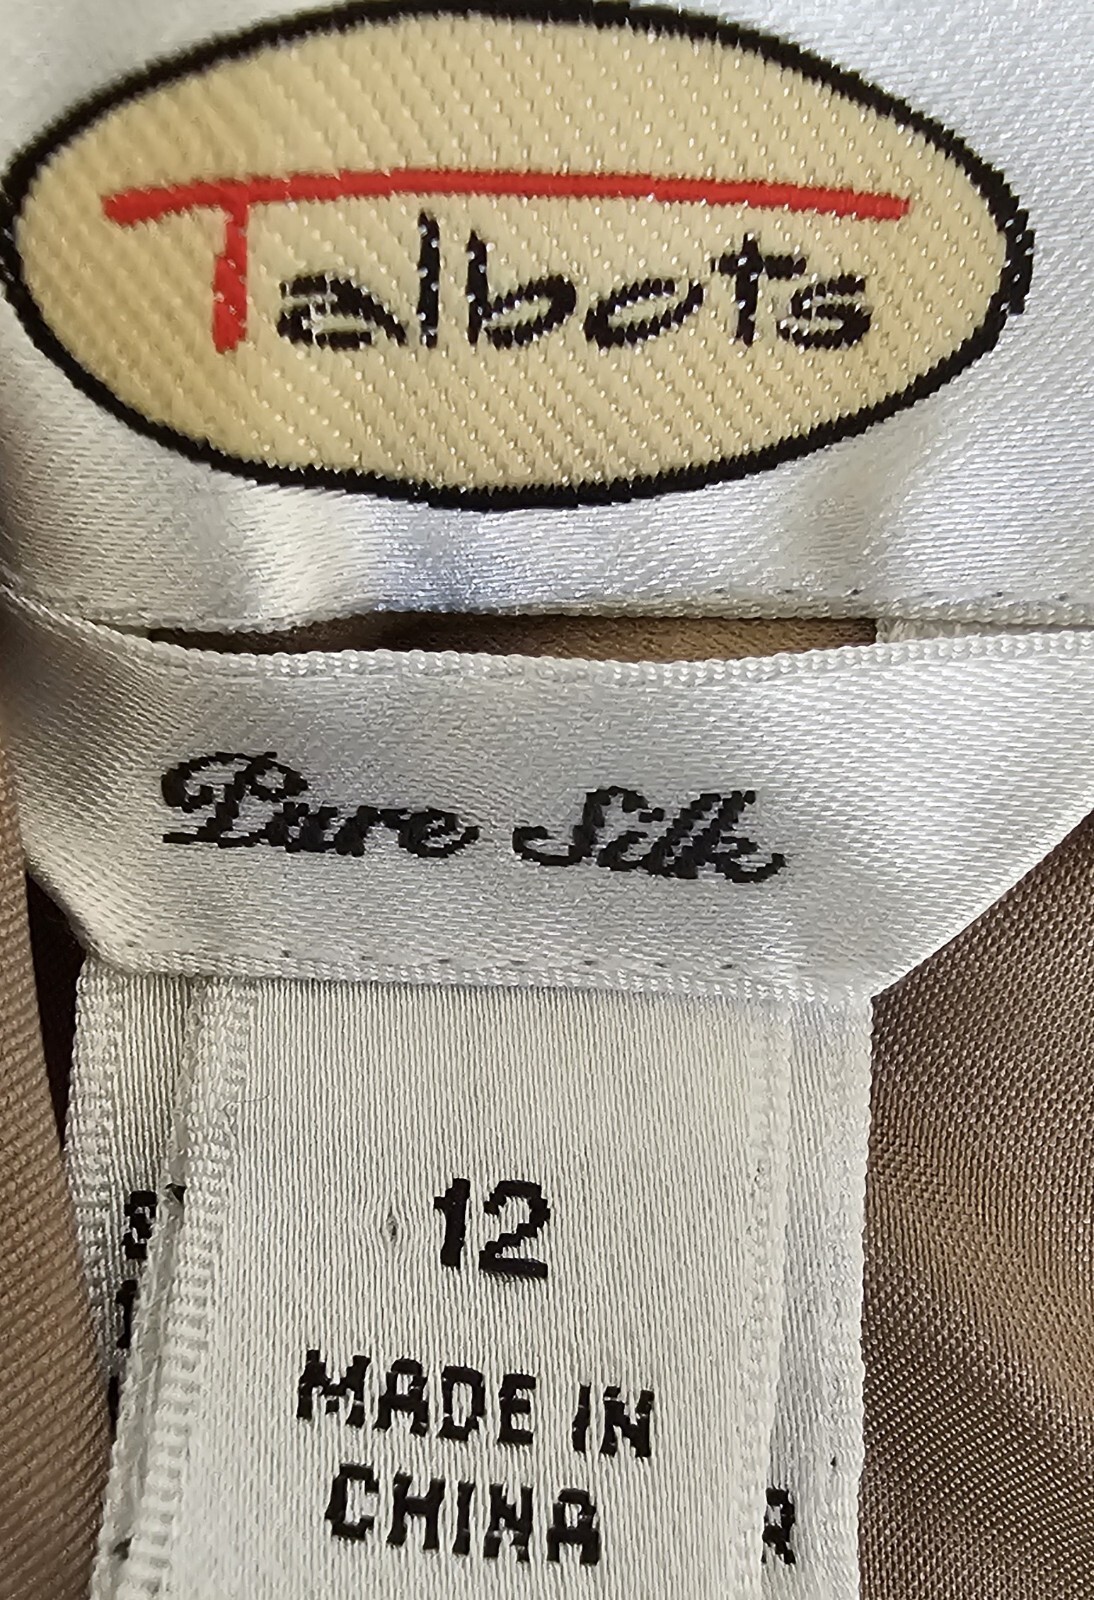 Talbots
Pure Silk
12
MADE IN
CHINA